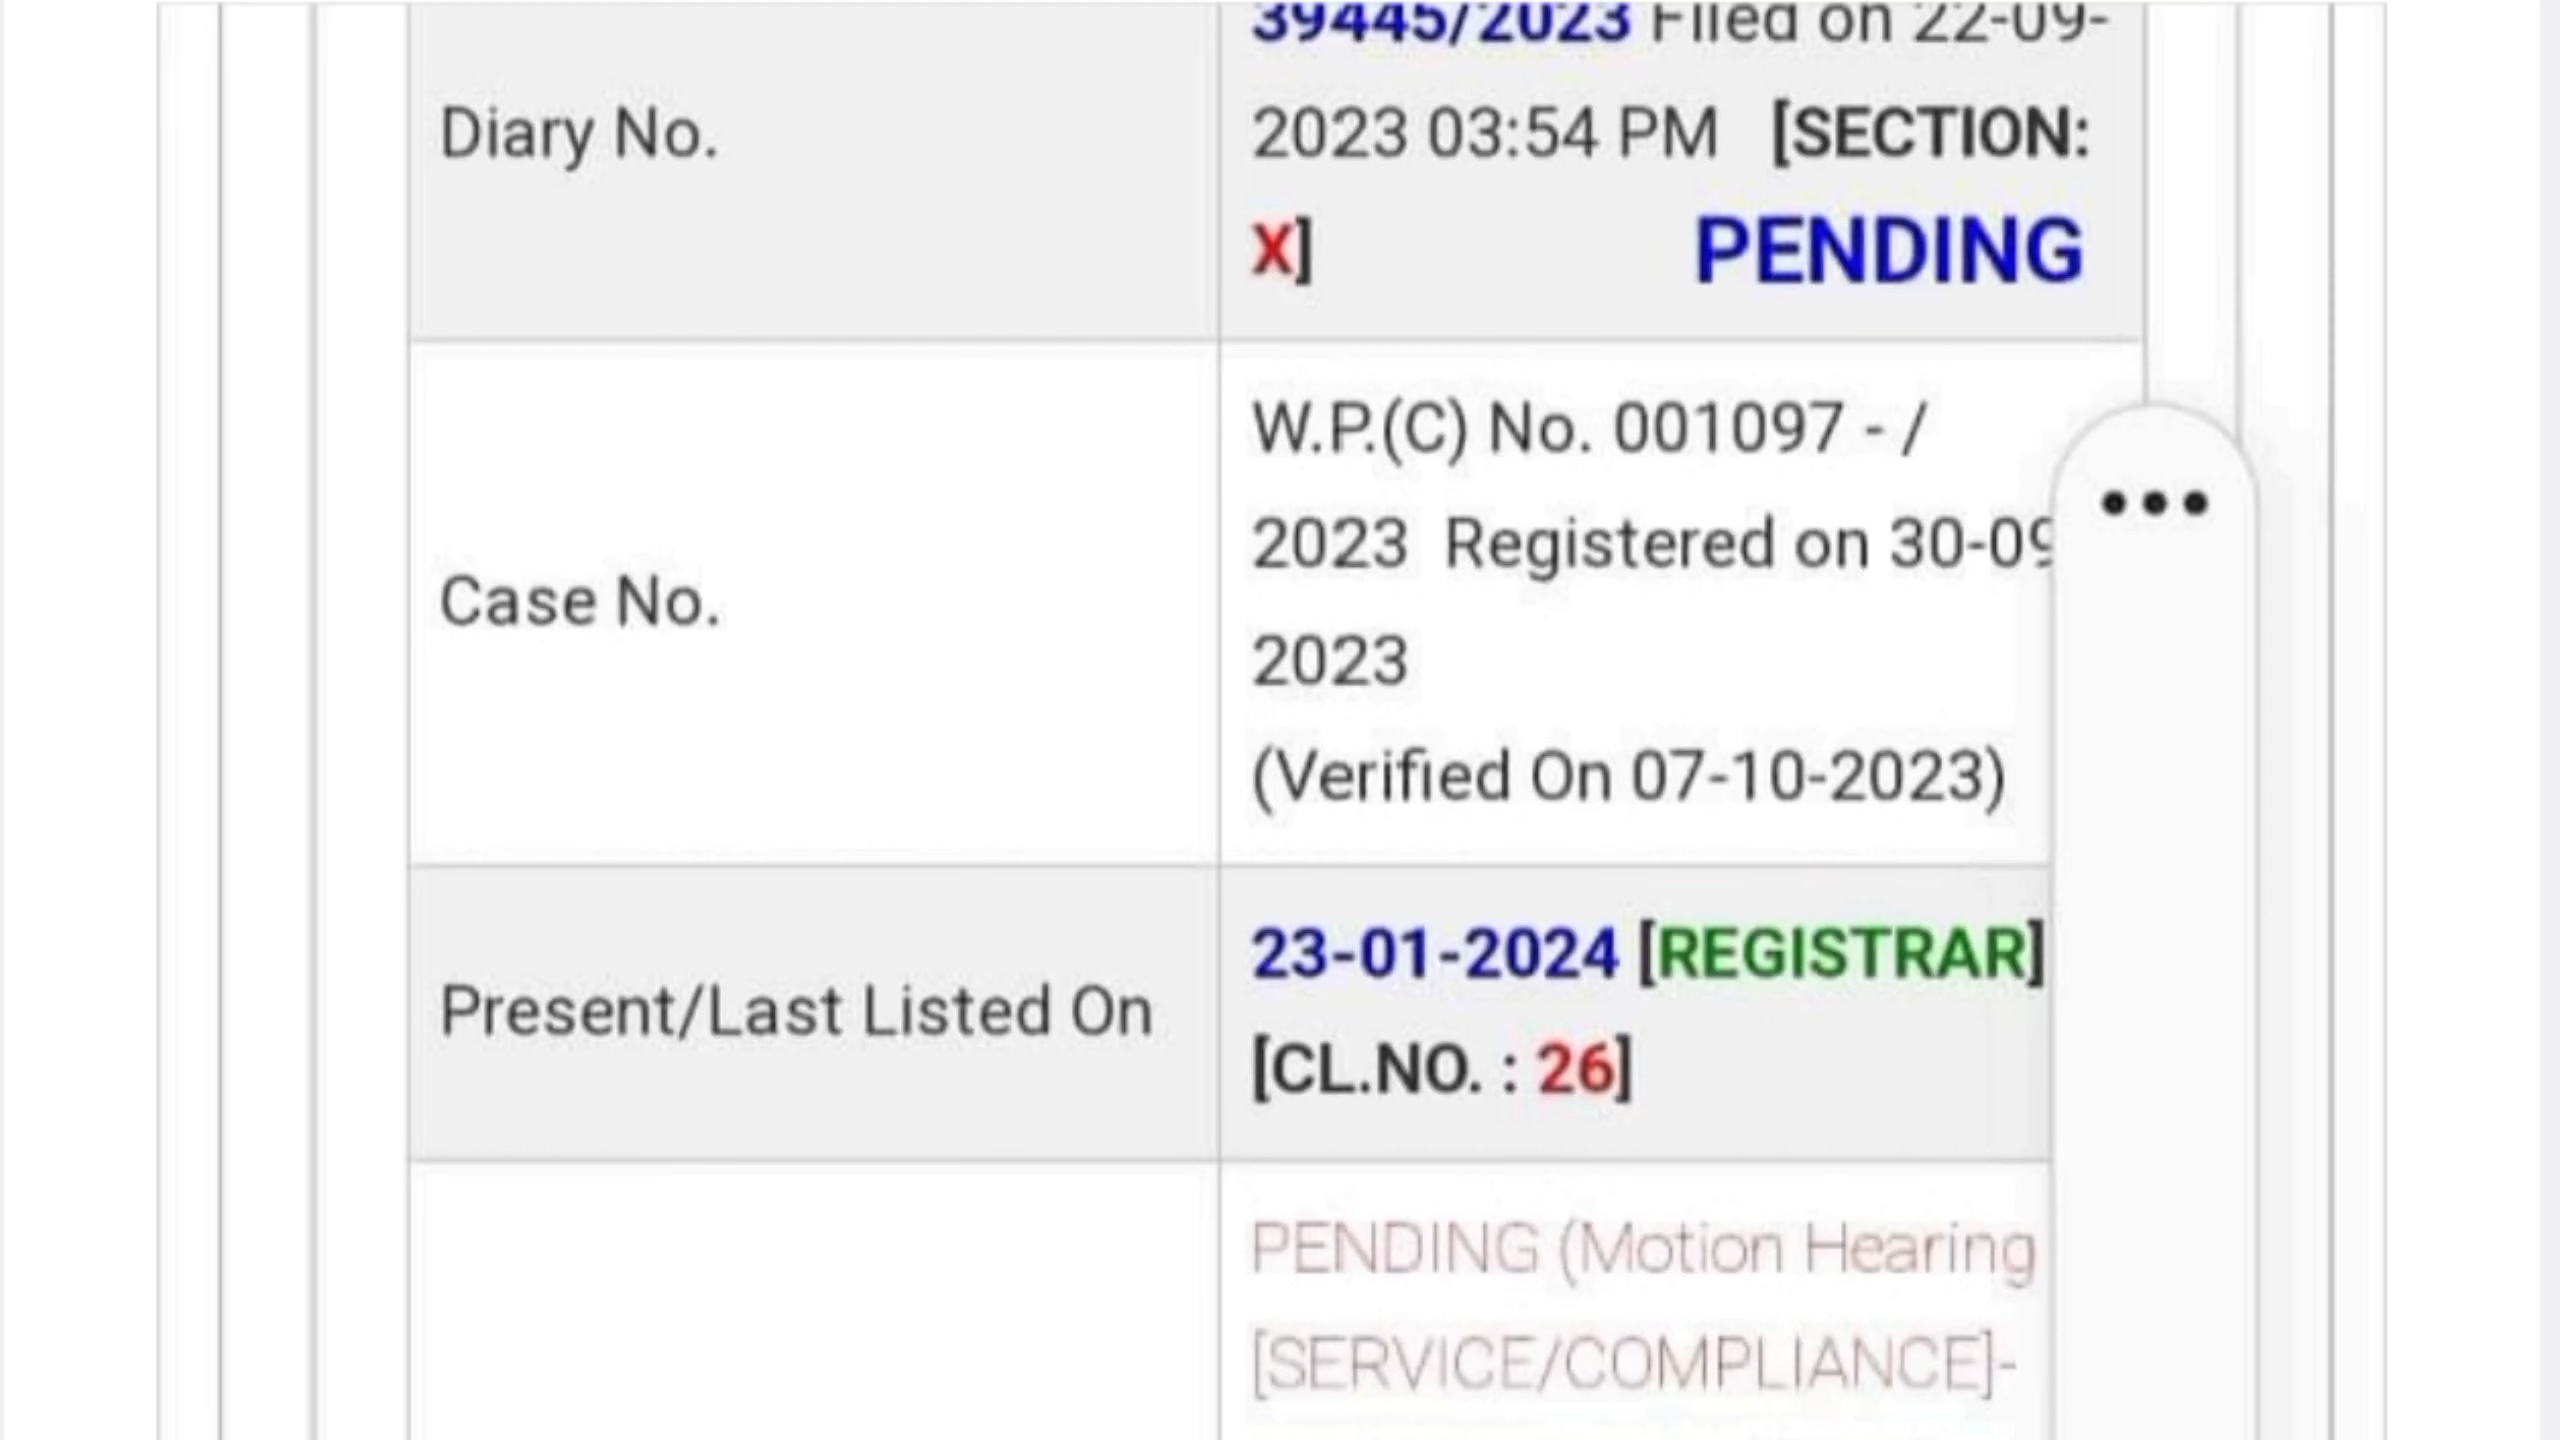 39445/2023 Filed on 22-09-
Diary No.
2023 03:54 PM [SECTION:
X] PENDING
W.P.(C) No. 001097 - /
2023 Registered on 30-09
Case No.
2023
(Verified On 07-10-2023)
23-01-2024 [REGISTRAR]
Present/Last Listed On
[CL.NO. : 26]
PENDING (Motion Hearing
[SERVICE/COMPLIANCE]-